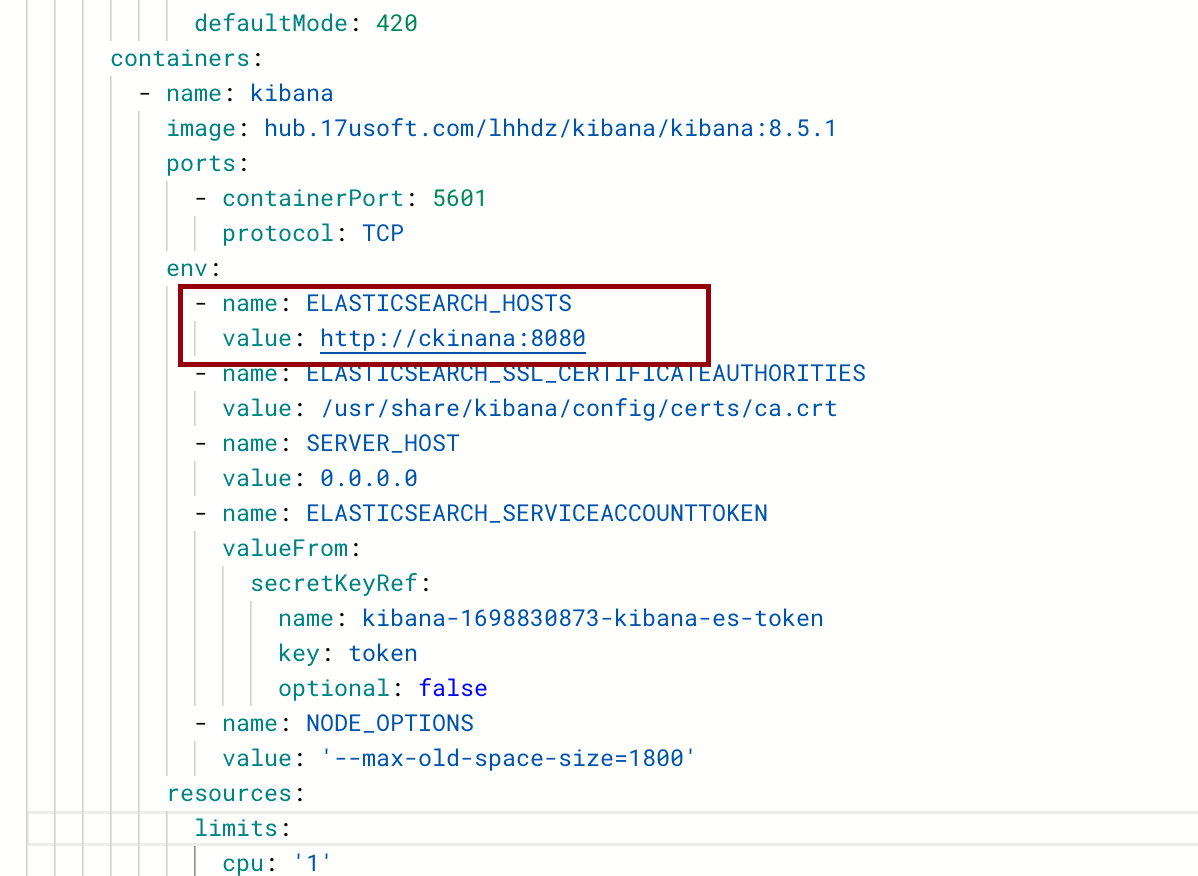 defaultMode: 420
containers:
- name: kibana
image: hub.17usoft.com/lhhdz/kibana/kibana:8.5.1
ports:
- containerPort: 5601
protocol: TCP
env:
- name: ELASTICSEARCH_HOSTS
value: http://ckinana:8080
- name: ELASTICSEARCH_SSL_CERTIFICATEAUTHORITIES
value: /usr/share/kibana/config/certs/ca.crt
- name: SERVER_HOST
value: 0.0.0.0
- name: ELASTICSEARCH_SERVICEACCOUNTTOKEN
valueFrom:
secretKeyRef:
name: kibana-1698830873-kibana-es-token
key: token
optional: false
- name: NODE_OPTIONS
value: '--max-old-space-size=1800'
resources:
limits:
cpu: '1'